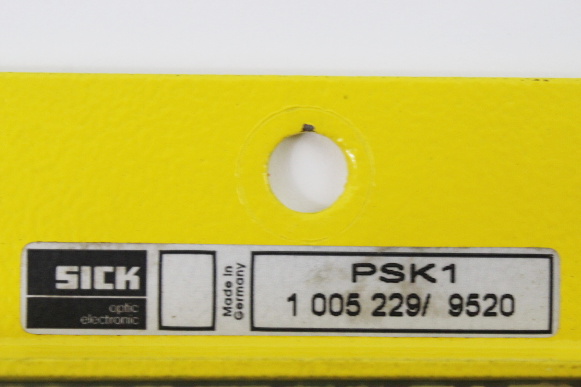 SICK
optic
electronic
Made in
Germany
PSK1
1 005 229/ 9520